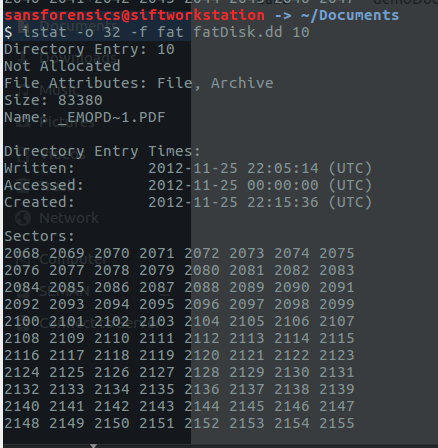 sansforensics@siftworkstation -> ~/Documents
$ istat -o 32 -f fat fatDisk.dd 10
Directory Entry: 10
Not Allocated
File Attributes: File, Archive
Size: 83380
Name: _EMOPD~1.PDF
Pictures
Directory Entry Times:
Written: 2012-11-25 22:05:14 (UTC)
Accessed: 2012-11-25 00:00:00 (UTC)
Created: 2012-11-25 22:15:36 (UTC)
Network
Sectors:
2068 2069 2070 2071 2072 2073 2074 2075
2076 2077 2078 2079 2080 2081 2082 2083
2084 2085 2086 2087 2088 2089 2090 2091
2092 2093 2094 2095 2096 2097 2098 2099
2100 2101 2102 2103 2104 2105 2106 2107
2108 2109 2110 2111 2112 2113 2114 2115
2116 2117 2118 2119 2120 2121 2122 2123
2124 2125 2126 2127 2128 2129 2130 2131
2132 2133 2134 2135 2136 2137 2138 2139
2140 2141 2142 2143 2144 2145 2146 2147
2148 2149 2150 2151 2152 2153 2154 2155